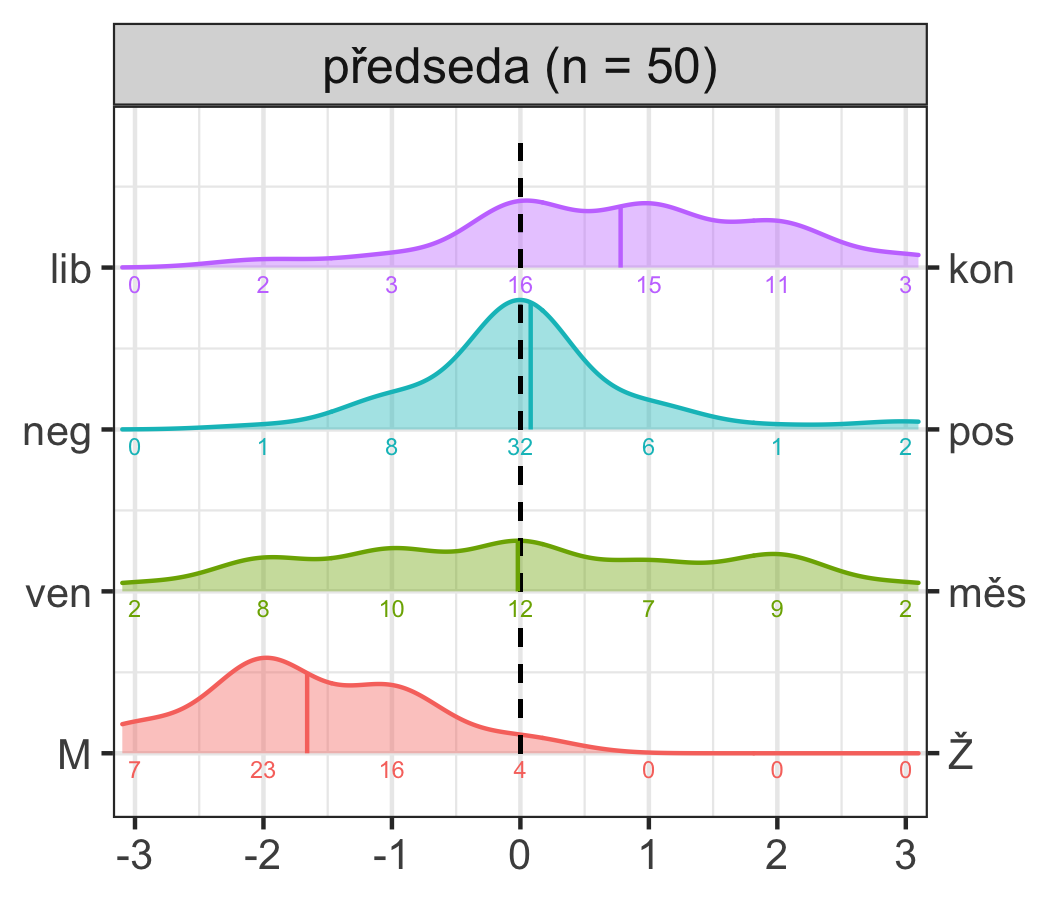 předseda (n = 50)
lib kon
0 2 3 16 15 11 3
neg pos
0 1 8 32 6 1 2
ven měs
2 8 10 12 7 9 2
M Ž
7 23 16 4 0 0 0
-3 -2 -1 0 1 2 3